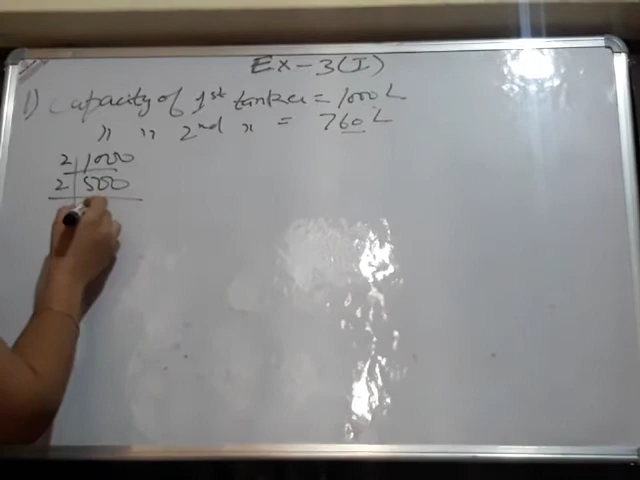 Ex-3(I)
1) Capacity of 1st tanker = 1000 L
" " 2nd " = 760 L
2 1000
2 500